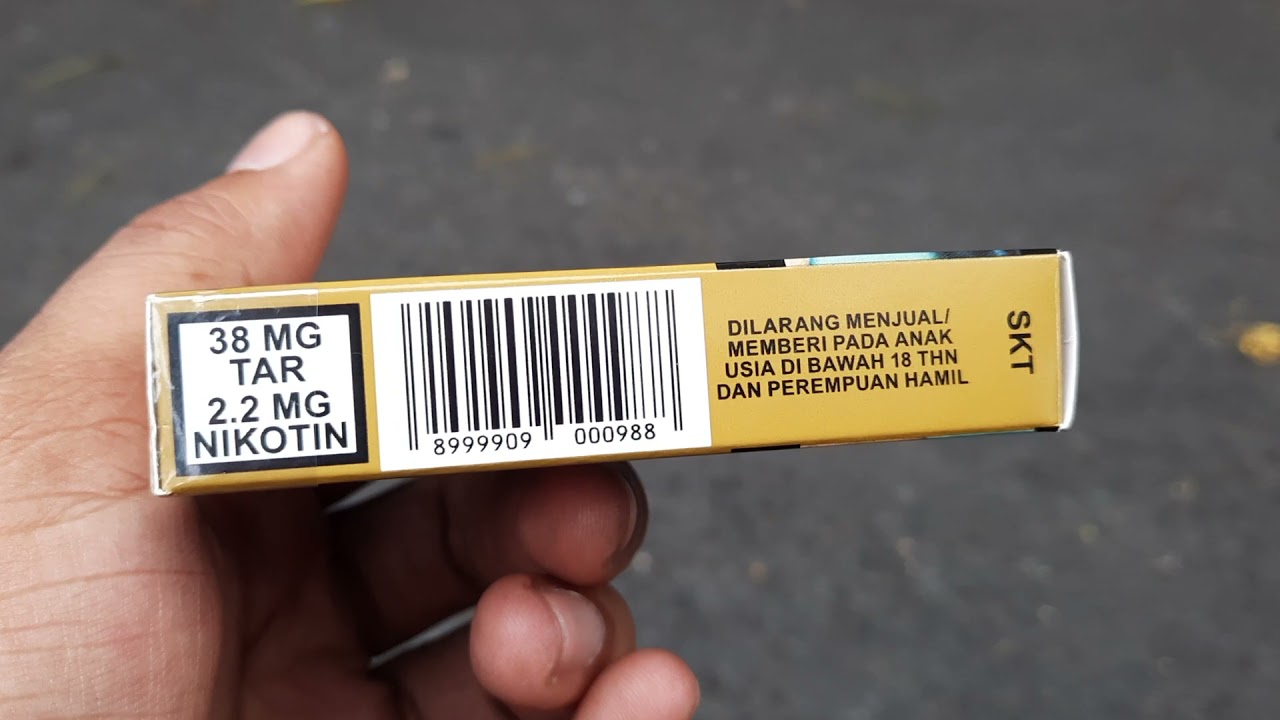 38 MG
TAR
2.2 MG
NIKOTIN
8999909 000988
DILARANG MENJUAL/
MEMBERI PADA ANAK
USIA DI BAWAH 18 THN
DAN PEREMPUAN HAMIL
SKT